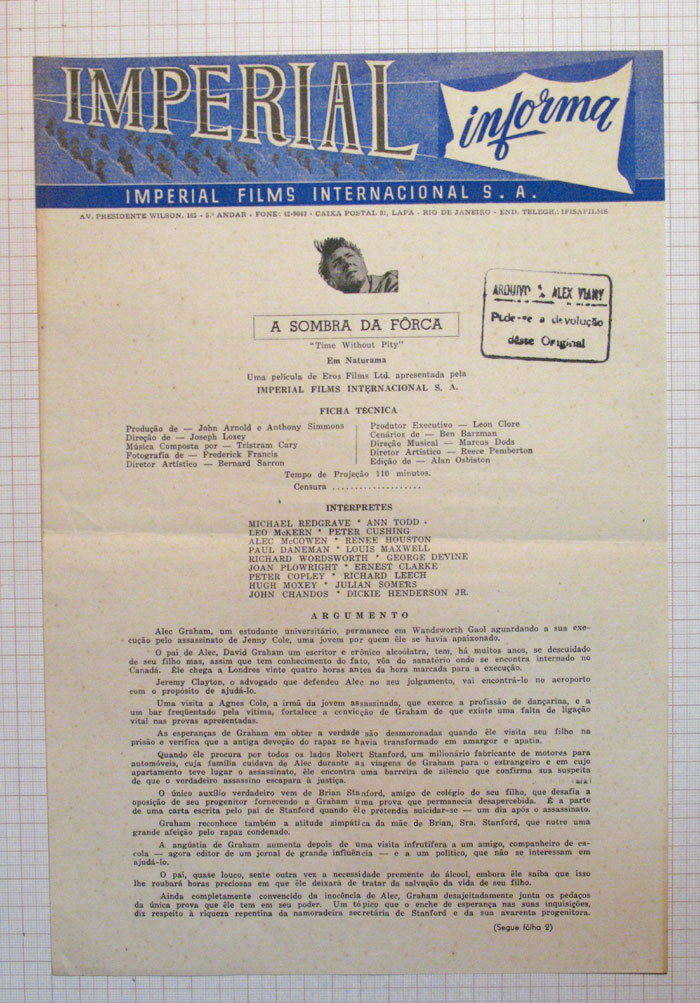 IMPERIAL
informa
IMPERIAL FILMS INTERNACIONAL S. A.
AV. PRESIDENTE WILSON, 165 - 5.º ANDAR - FONE: 42-9643 - CAIXA POSTAL 81, LAPA - RIO DE JANEIRO - END. TELEGR.: IFISAFILMS
ARQUIVO ALEX VIANY
Pede-se a devolução
dêste Original
A SOMBRA DA FÔRCA
"Time Without Pity"
Em Naturama
Uma película de Eros Films Ltd. apresentada pela
IMPERIAL FILMS INTERNACIONAL S. A.
FICHA TÉCNICA
Produção de — John Arnold e Anthony Simmons
Direção de — Joseph Losey
Música Composta por — Tristram Cary
Fotografia de — Frederick Francis
Diretor Artístico — Bernard Sarron
Produtor Executivo — Leon Clore
Cenários de — Ben Barzman
Direção Musical — Marcus Dods
Diretor Artístico — Reece Pemberton
Edição de — Alan Osbiston
Tempo de Projeção 110 minutos.
Censura ....................
INTÉRPRETES
MICHAEL REDGRAVE * ANN TODD *
LEO McKERN * PETER CUSHING
ALEC McCOWEN * RENEE HOUSTON
PAUL DANEMAN * LOUIS MAXWELL
RICHARD WORDSWORTH * GEORGE DEVINE
JOAN PLOWRIGHT * ERNEST CLARKE
PETER COPLEY * RICHARD LEECH
HUGH MOXEY * JULIAN SOMERS
JOHN CHANDOS * DICKIE HENDERSON JR.
ARGUMENTO
Alec Graham, um estudante universitário, permanece em Wandsworth Gaol aguardando a sua exe-
cução pelo assassinato de Jenny Cole, uma jovem por quem êle se havia apaixonado.
O pai de Alec, David Graham um escritor e crônico alcoólatra, tem, há muitos anos, se descuidado
de seu filho mas, assim que tem conhecimento do fato, vôa do sanatório onde se encontra internado no
Canadá. Êle chega a Londres vinte quatro horas antes da hora marcada para a execução.
Jeremy Clayton, o advogado que defendeu Alec no seu julgamento, vai encontrá-lo no aeroporto
com o propósito de ajudá-lo.
Uma visita a Agnes Cole, a irmã da jovem assassinada, que exerce a profissão de dançarina, e a
um bar freqüentado pela vítima, fortalece a convicção de Graham de que existe uma falta de ligação
vital nas provas apresentadas.
As esperanças de Graham em obter a verdade são desmoronadas quando êle visita seu filho na
prisão e verifica que a antiga devoção do rapaz se havia transformado em amargor e apatia.
Quando êle procura por todos os lados Robert Stanford, um milionário fabricante de motores para
automóveis, cuja família cuidava de Alec durante as viagens de Graham para o estrangeiro e em cujo
apartamento teve lugar o assassinato, êle encontra uma barreira de silêncio que confirma sua suspeita
de que o verdadeiro assassino escapara à justiça.
O único auxílio verdadeiro vem de Brian Stanford, amigo de colégio do seu filho, que desafia a
oposição de seu progenitor fornecendo a Graham uma prova que permanecia desapercebida. É a parte
de uma carta escrita pelo pai de Stanford quando êle pretendia suicidar-se — um dia após o assassinato.
Graham reconhece também a atitude simpática da mãe de Brian, Sra. Stanford, que nutre uma
grande afeição pelo rapaz condenado.
A angústia de Graham aumenta depois de uma visita infrutífera a um amigo, companheiro de es-
cola — agora editor de um jornal de grande influência — e a um político, que não se interessam em
ajudá-lo.
O pai, quase louco, sente outra vez a necessidade premente do álcool, embora êle saiba que isso
lhe roubará horas preciosas em que êle deixará de tratar da salvação da vida de seu filho.
Ainda completamente convencido da inocência de Alec, Graham desajeitadamente junta os pedaços
da única prova que êle tem em seu poder. Um tópico que o enche de esperança nas suas inquisições,
diz respeito à riqueza repentina da namoradeira secretária de Stanford e da sua avarenta progenitora.
(Segue fôlha 2)